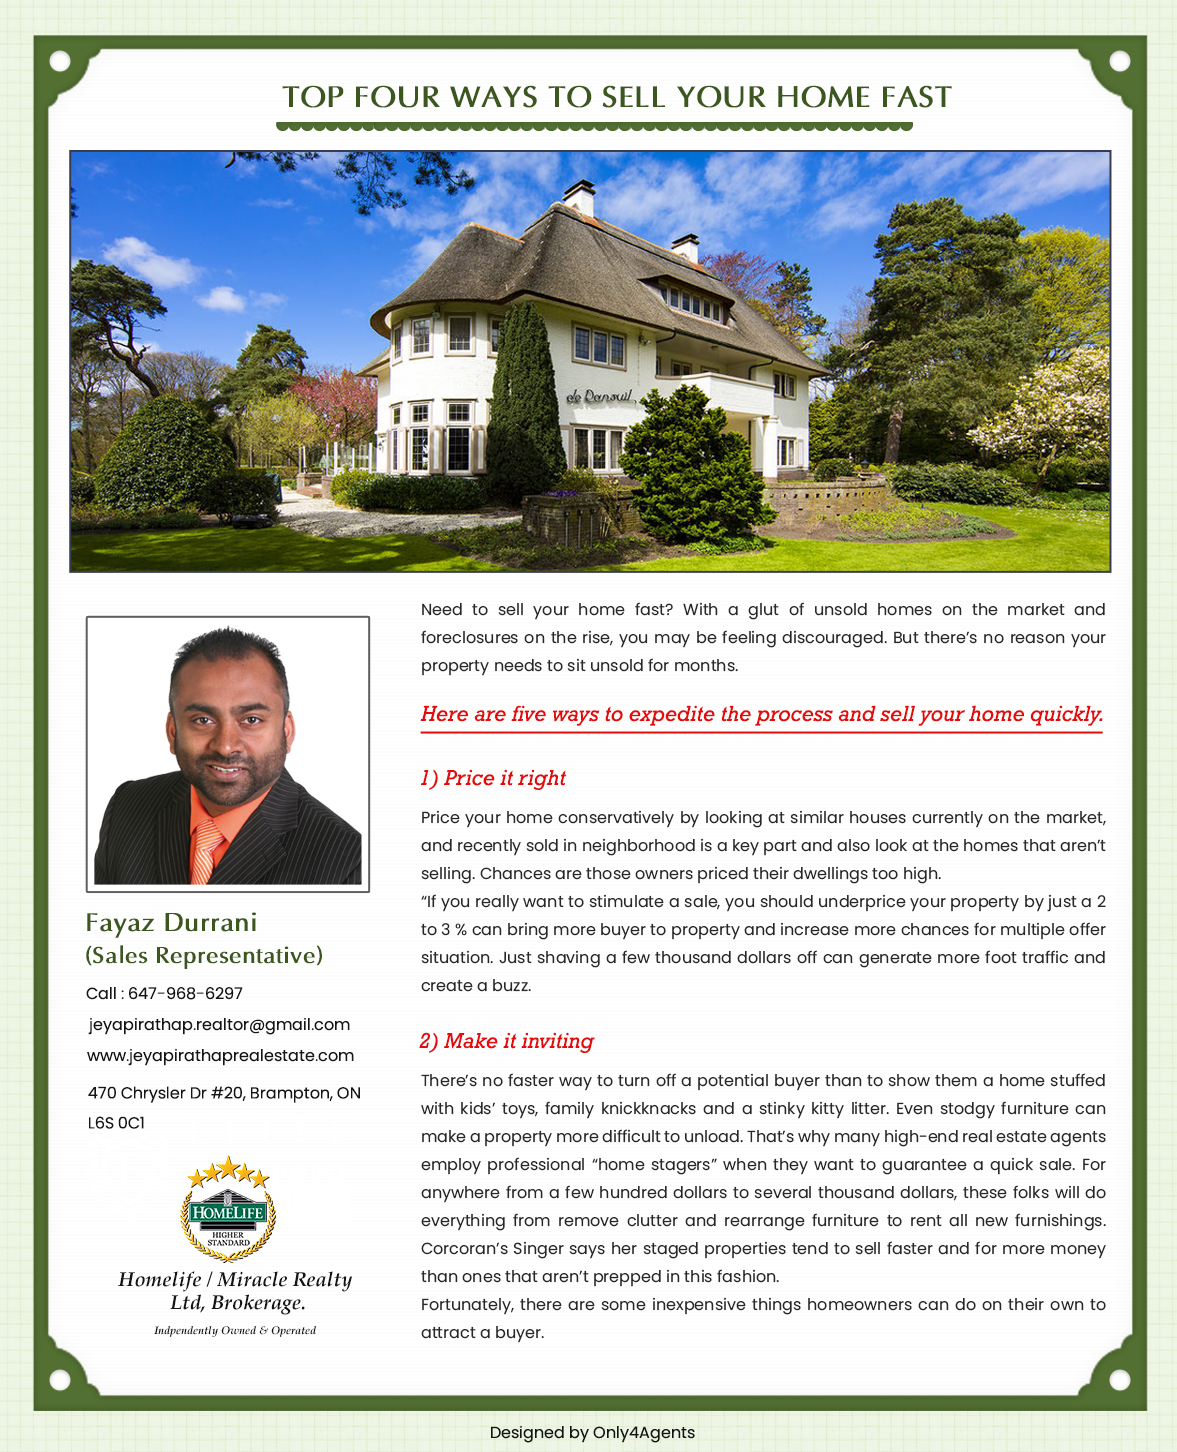 TOP FOUR WAYS TO SELL YOUR HOME FAST
Need to sell your home fast? With a glut of unsold homes on the market and
foreclosures on the rise, you may be feeling discouraged. But there’s no reason your
property needs to sit unsold for months.
Here are five ways to expedite the process and sell your home quickly.
1) Price it right
Price your home conservatively by looking at similar houses currently on the market,
and recently sold in neighborhood is a key part and also look at the homes that aren’t
selling. Chances are those owners priced their dwellings too high.
“If you really want to stimulate a sale, you should underprice your property by just a 2
to 3 % can bring more buyer to property and increase more chances for multiple offer
situation. Just shaving a few thousand dollars off can generate more foot traffic and
create a buzz.
2) Make it inviting
There’s no faster way to turn off a potential buyer than to show them a home stuffed
with kids’ toys, family knickknacks and a stinky kitty litter. Even stodgy furniture can
make a property more difficult to unload. That’s why many high-end real estate agents
employ professional “home stagers” when they want to guarantee a quick sale. For
anywhere from a few hundred dollars to several thousand dollars, these folks will do
everything from remove clutter and rearrange furniture to rent all new furnishings.
Corcoran’s Singer says her staged properties tend to sell faster and for more money
than ones that aren’t prepped in this fashion.
Fortunately, there are some inexpensive things homeowners can do on their own to
attract a buyer.
Fayaz Durrani
(Sales Representative)
Call : 647-968-6297
jeyapirathap.realtor@gmail.com
www.jeyapirathaprealestate.com
470 Chrysler Dr #20, Brampton, ON
L6S 0C1
HOMELIFE
HIGHER
STANDARD
Homelife / Miracle Realty
Ltd, Brokerage.
Indpendently Owned & Operated
Designed by Only4Agents